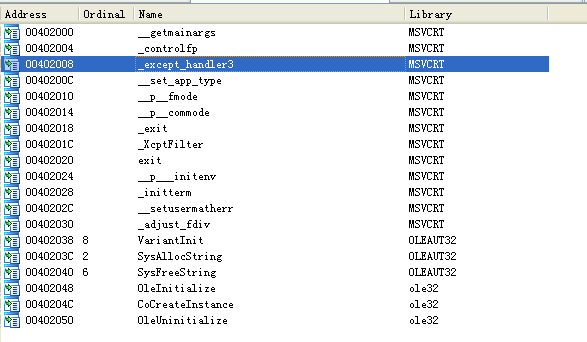 Address Ordinal Name Library
00402000 __getmainargs MSVCRT
00402004 _controlfp MSVCRT
00402008 _except_handler3 MSVCRT
0040200C __set_app_type MSVCRT
00402010 __p__fmode MSVCRT
00402014 __p__commode MSVCRT
00402018 _exit MSVCRT
0040201C _XcptFilter MSVCRT
00402020 exit MSVCRT
00402024 __p___initenv MSVCRT
00402028 _initterm MSVCRT
0040202C __setusermatherr MSVCRT
00402030 _adjust_fdiv MSVCRT
00402038 8 VariantInit OLEAUT32
0040203C 2 SysAllocString OLEAUT32
00402040 6 SysFreeString OLEAUT32
00402048 OleInitialize ole32
0040204C CoCreateInstance ole32
00402050 OleUninitialize ole32